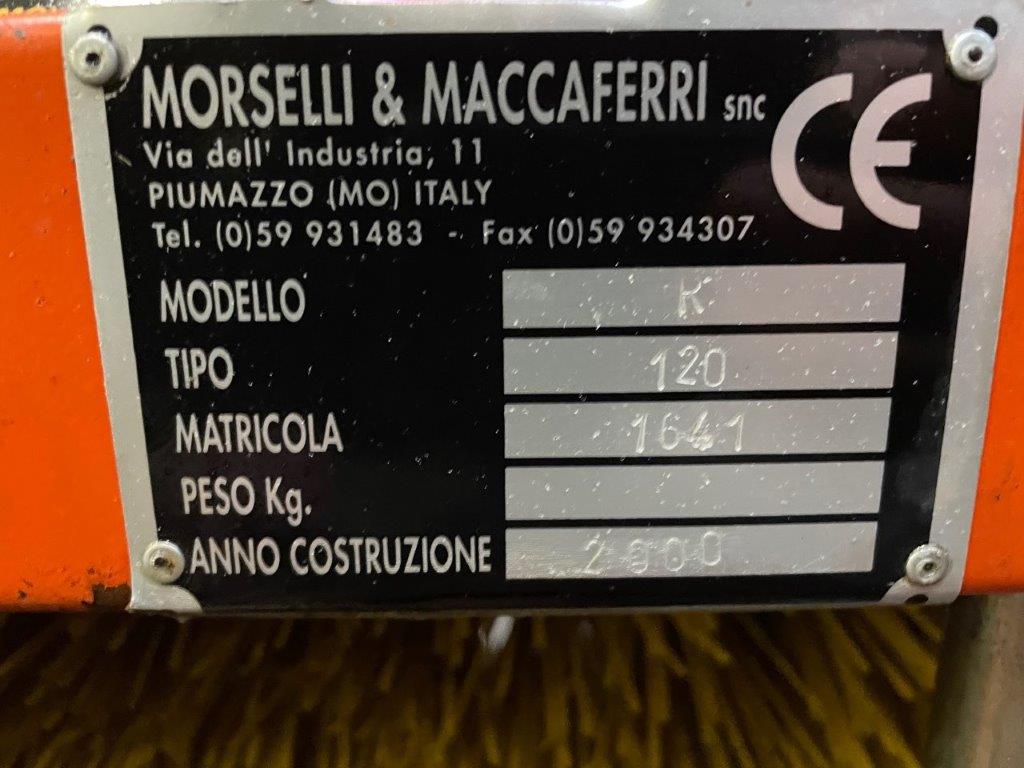 MORSELLI & MACCAFERRI snc
CE
Via dell' Industria, 11
PIUMAZZO (MO) ITALY
Tel. (0)59 931483 - Fax (0)59 934307
MODELLO K
TIPO 120
MATRICOLA 1641
PESO Kg.
ANNO COSTRUZIONE 2000